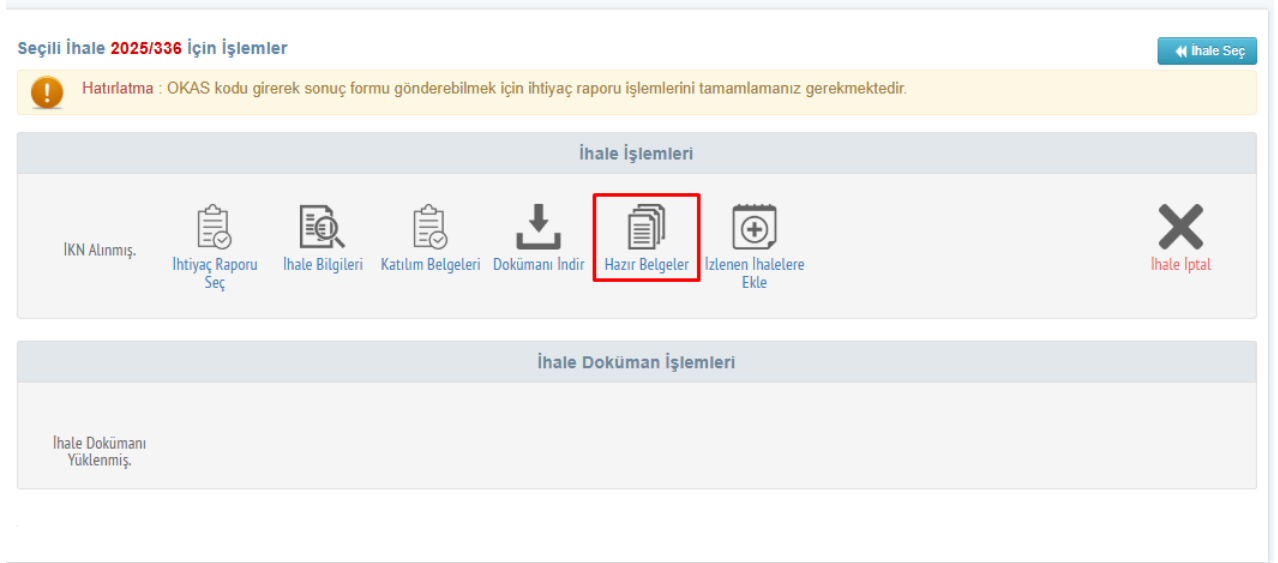 Seçili İhale 2025/336 İçin İşlemler
İhale Seç
Hatırlatma : OKAS kodu girerek sonuç formu gönderebilmek için ihtiyaç raporu işlemlerini tamamlamanız gerekmektedir.
İhale İşlemleri
İKN Alınmış.
İhtiyaç Raporu
Seç
İhale Bilgileri
Katılım Belgeleri
Dokümanı İndir
Hazır Belgeler
İzlenen İhalelere
Ekle
İhale İptal
İhale Doküman İşlemleri
İhale Dokümanı
Yüklenmiş.